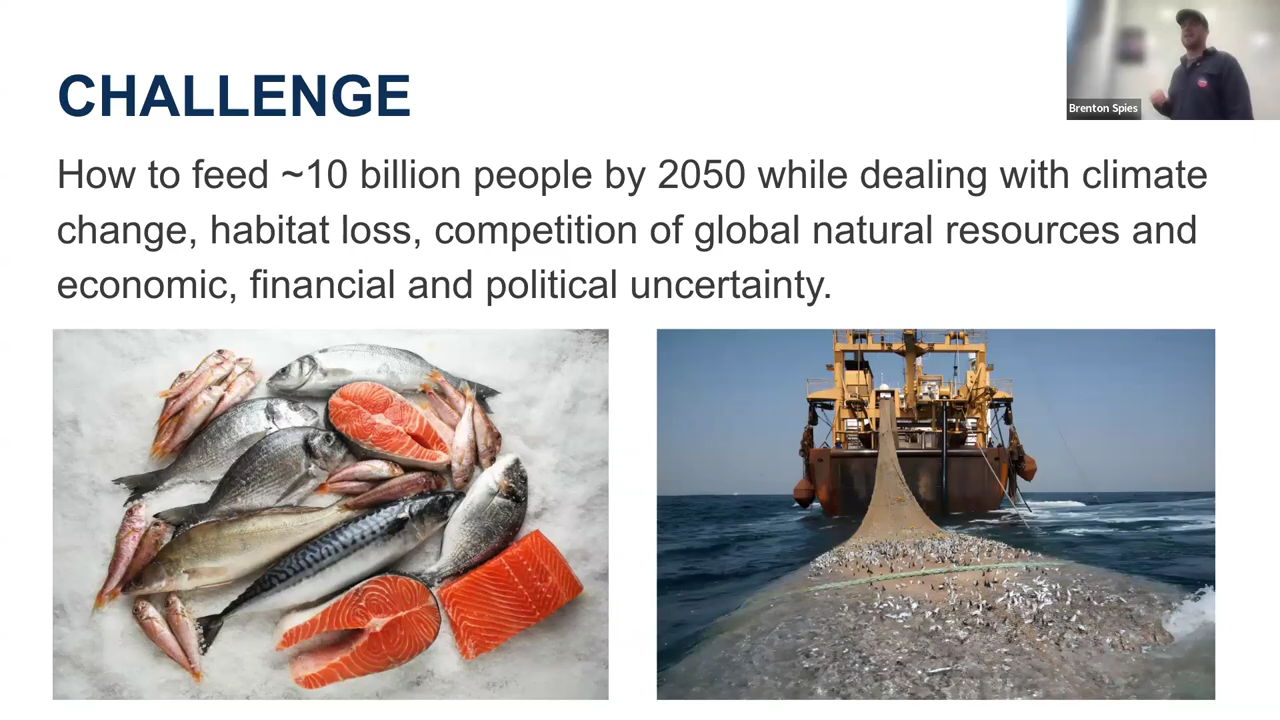 CHALLENGE
How to feed ~10 billion people by 2050 while dealing with climate
change, habitat loss, competition of global natural resources and
economic, financial and political uncertainty.
Brenton Spies